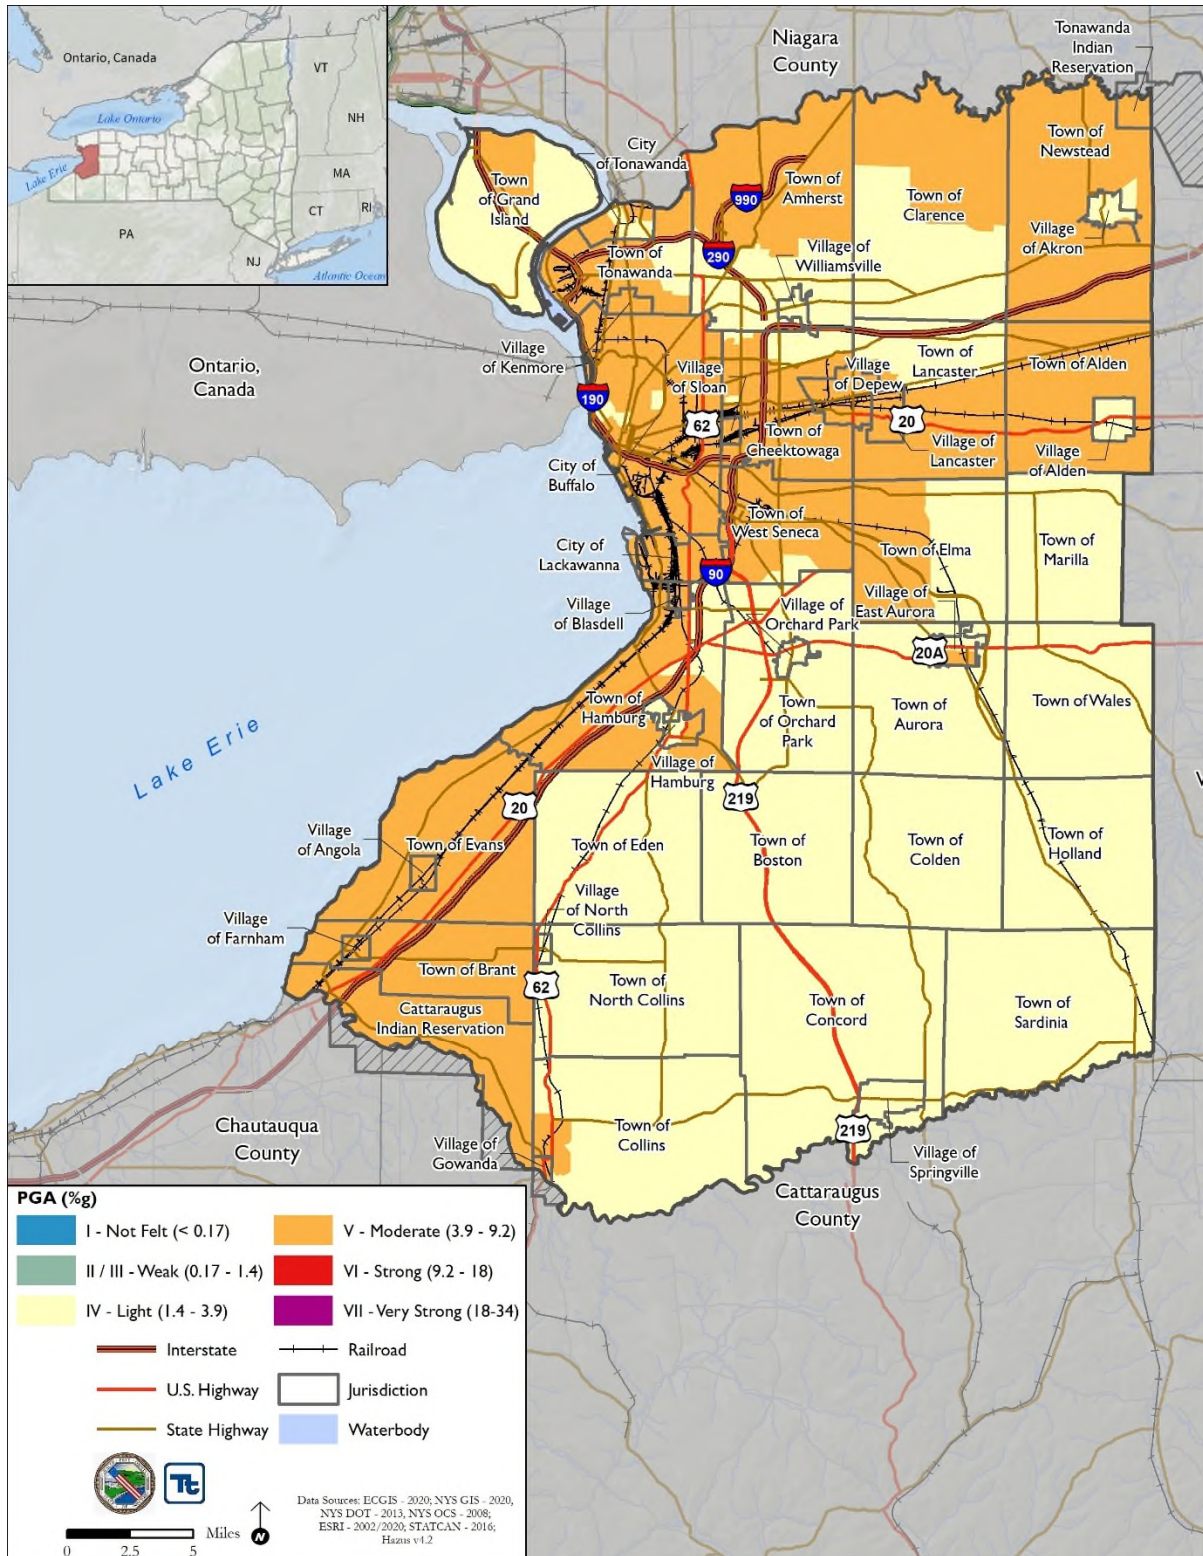 Ontario, Canada
Lake Ontario
Lake Erie
VT
NH
MA
CT
RI
PA
NJ
Atlantic Ocean
Niagara
County
Tonawanda
Indian
Reservation
City
of Tonawanda
Town of
Newstead
Town
of Grand
Island
990
Town of
Amherst
Town of
Clarence
Village
of Akron
290
Village of
Williamsville
Town of
Tonawanda
Ontario,
Canada
Village
of Kenmore
190
Village
of Sloan
Village
of Depew
Town of
Lancaster
Town of Alden
62
20
Town of
Cheektowaga
Village of
Lancaster
Village
of Alden
City of
Buffalo
Town of
West Seneca
City of
Lackawanna
90
Town of Elma
Town of
Marilla
Village
of Blasdell
Village of
Orchard Park
Village of
East Aurora
20A
Lake Erie
Town of
Hamburg
Town
of Orchard
Park
Town of
Aurora
Town of Wales
Village of
Hamburg
20
219
Village
of Angola
Town of Evans
Town of Eden
Town of
Boston
Town of
Colden
Town of
Holland
Village
of Farnham
Village
of North
Collins
Town of Brant
62
Town of
North Collins
Town of
Concord
Town of
Sardinia
Cattaraugus
Indian Reservation
Chautauqua
County
Village of
Gowanda
Town of
Collins
219
Village of
Springville
Cattaraugus
County
PGA (%g)
I - Not Felt (< 0.17)
II / III - Weak (0.17 - 1.4)
IV - Light (1.4 - 3.9)
V - Moderate (3.9 - 9.2)
VI - Strong (9.2 - 18)
VII - Very Strong (18-34)
Interstate
U.S. Highway
State Highway
Railroad
Jurisdiction
Waterbody
Tt
N
Miles
0 2.5 5
Data Sources: ECGIS - 2020; NYS GIS - 2020,
NYS DOT - 2013, NYS OCS - 2008;
ESRI - 2002/2020; STATCAN - 2016;
Hazus v4.2